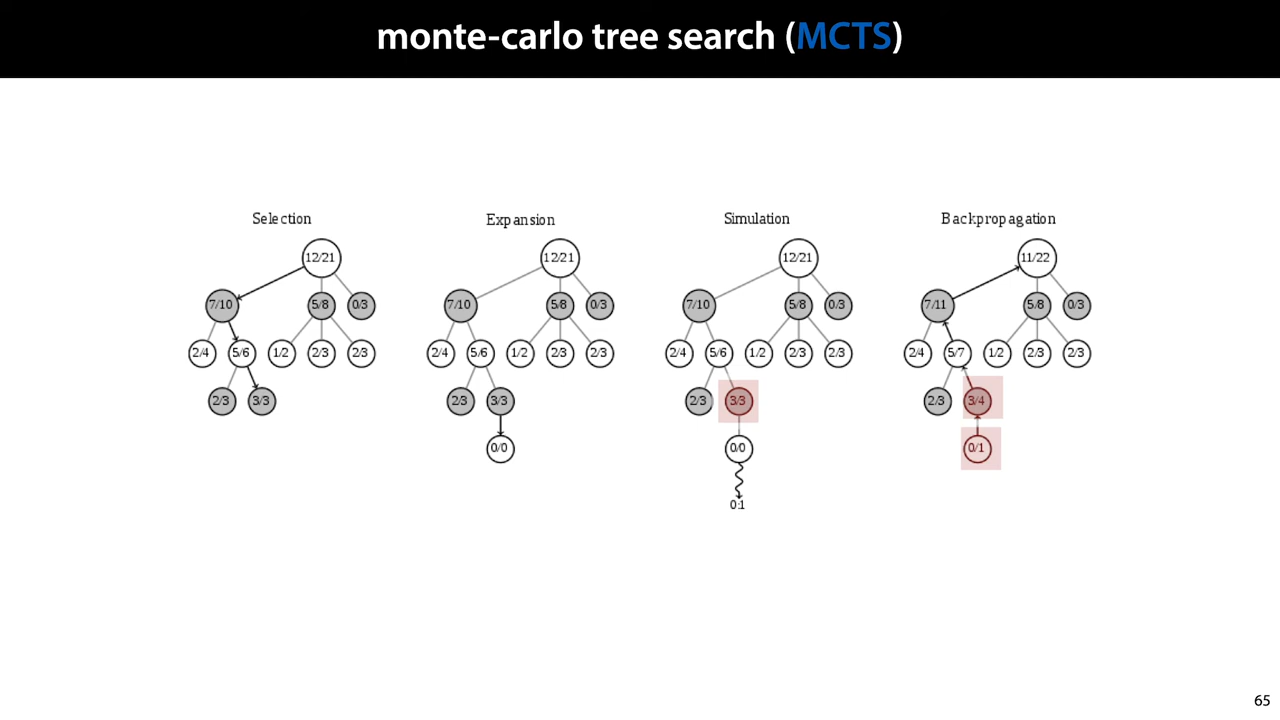 monte-carlo tree search (MCTS)
Selection
12/21
7/10 5/8 0/3
2/4 5/6 1/2 2/3 2/3
2/3 3/3
Expansion
12/21
7/10 5/8 0/3
2/4 5/6 1/2 2/3 2/3
2/3 3/3
0/0
Simulation
12/21
7/10 5/8 0/3
2/4 5/6 1/2 2/3 2/3
2/3 3/3
0/0
0:1
Backpropagation
11/22
7/11 5/8 0/3
2/4 5/7 1/2 2/3 2/3
2/3 3/4
0/1
65